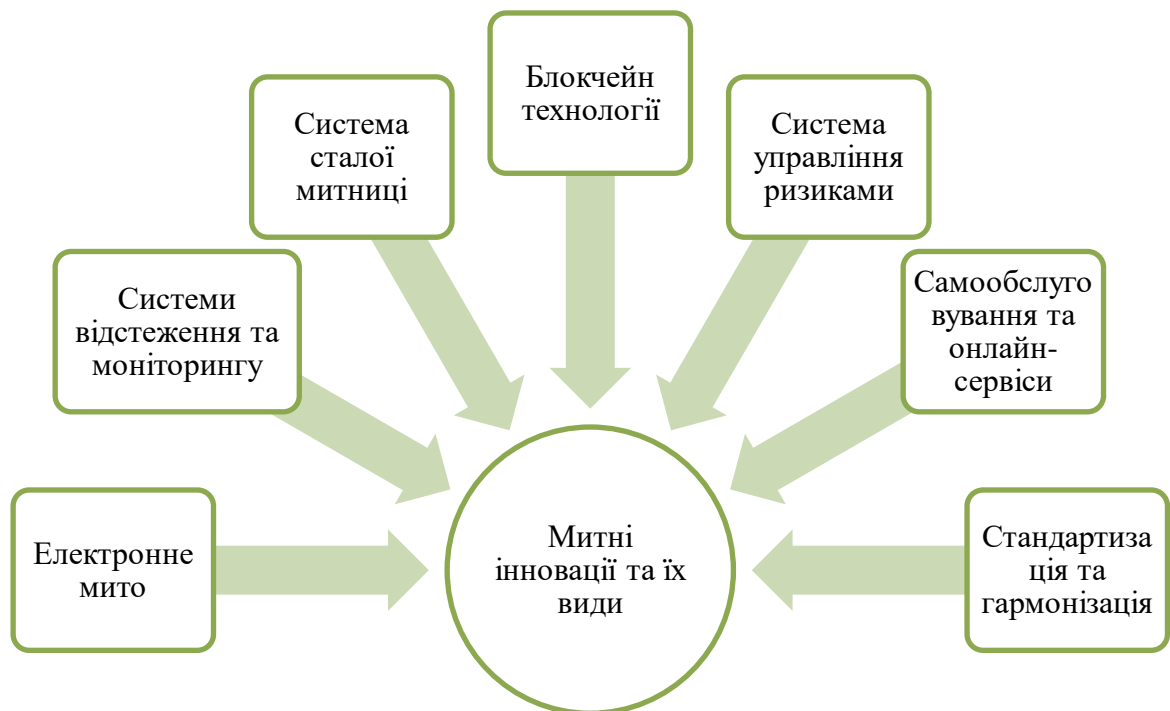 Блокчейн
технології
Система
сталої
митниці
Система
управління
ризиками
Системи
відстеження та
моніторингу
Самообслуго
вування та
онлайн-
сервіси
Електронне
мито
Митні
інновації та їх
види
Стандартиза
ція та
гармонізація